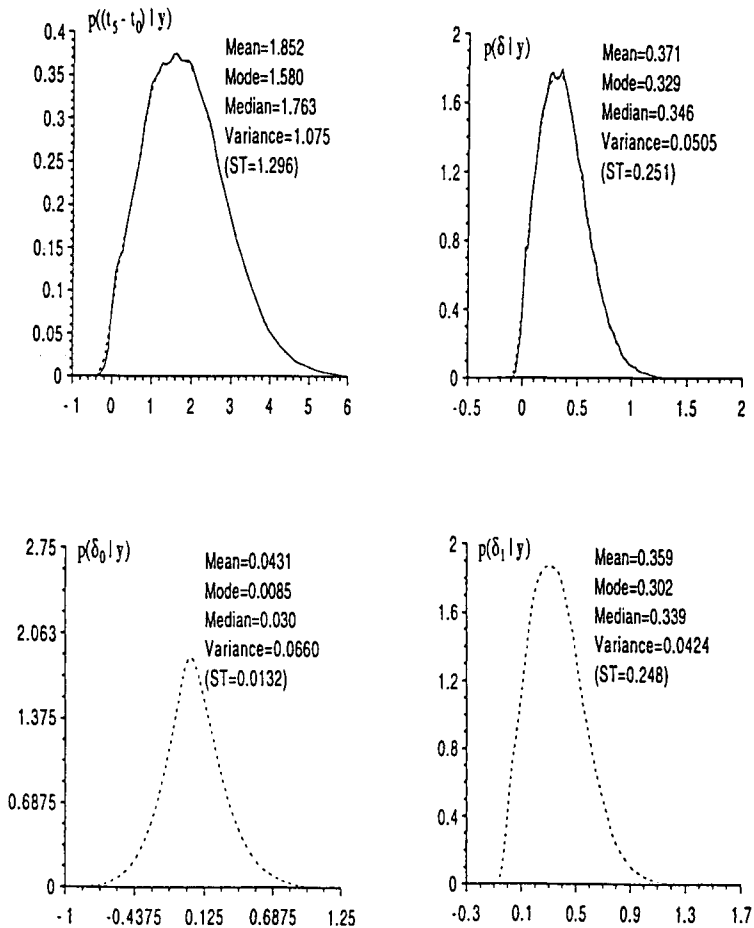 p((t₅ - t₀) | y)
0.4
0.35
0.3
0.25
0.2
0.15
0.1
0.05
0
Mean=1.852
Mode=1.580
Median=1.763
Variance=1.075
(ST=1.296)
-1 0 1 2 3 4 5 6
p(δ | y)
2
1.6
1.2
0.8
0.4
0
Mean=0.371
Mode=0.329
Median=0.346
Variance=0.0505
(ST=0.251)
-0.5 0 0.5 1 1.5 2
p(δ₀ | y)
2.75
2.063
1.375
0.6875
0
Mean=0.0431
Mode=0.0085
Median=0.030
Variance=0.0660
(ST=0.0132)
-1 -0.4375 0.125 0.6875 1.25
p(δ₁ | y)
2
1.6
1.2
0.8
0.4
0
Mean=0.359
Mode=0.302
Median=0.339
Variance=0.0424
(ST=0.248)
-0.3 0.1 0.5 0.9 1.3 1.7